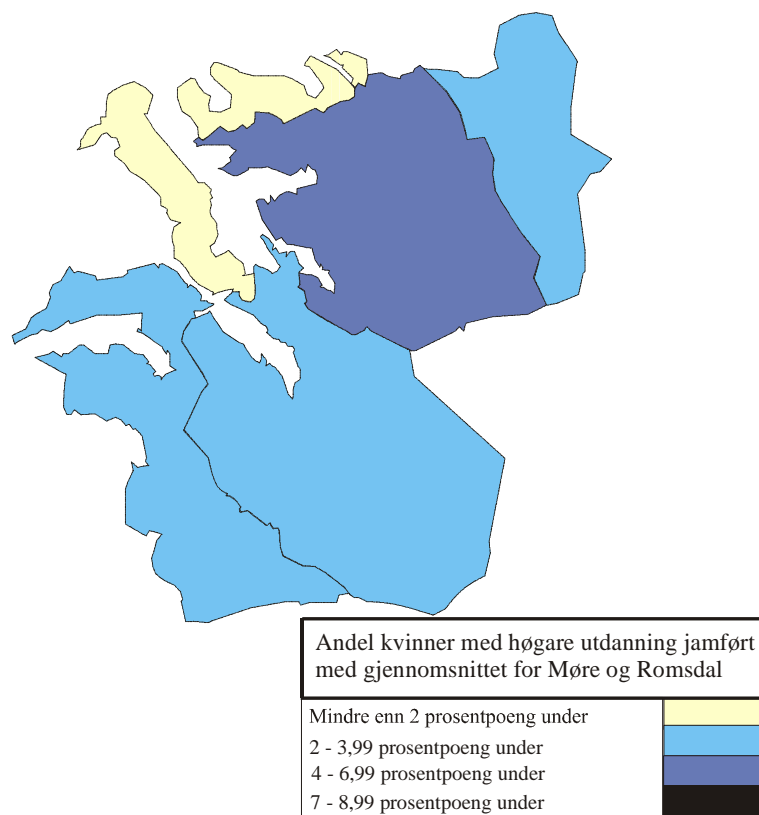 Andel kvinner med høgare utdanning jamført
med gjennomsnittet for Møre og Romsdal
Mindre enn 2 prosentpoeng under
2 - 3,99 prosentpoeng under
4 - 6,99 prosentpoeng under
7 - 8,99 prosentpoeng under